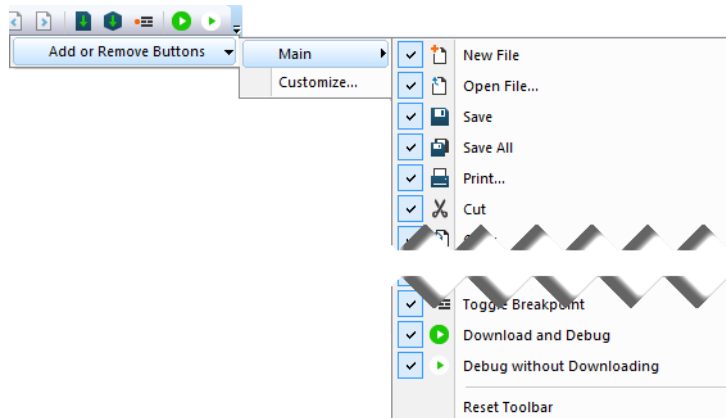 Add or Remove Buttons
Main
Customize...
New File
Open File...
Save
Save All
Print...
Cut
Toggle Breakpoint
Download and Debug
Debug without Downloading
Reset Toolbar